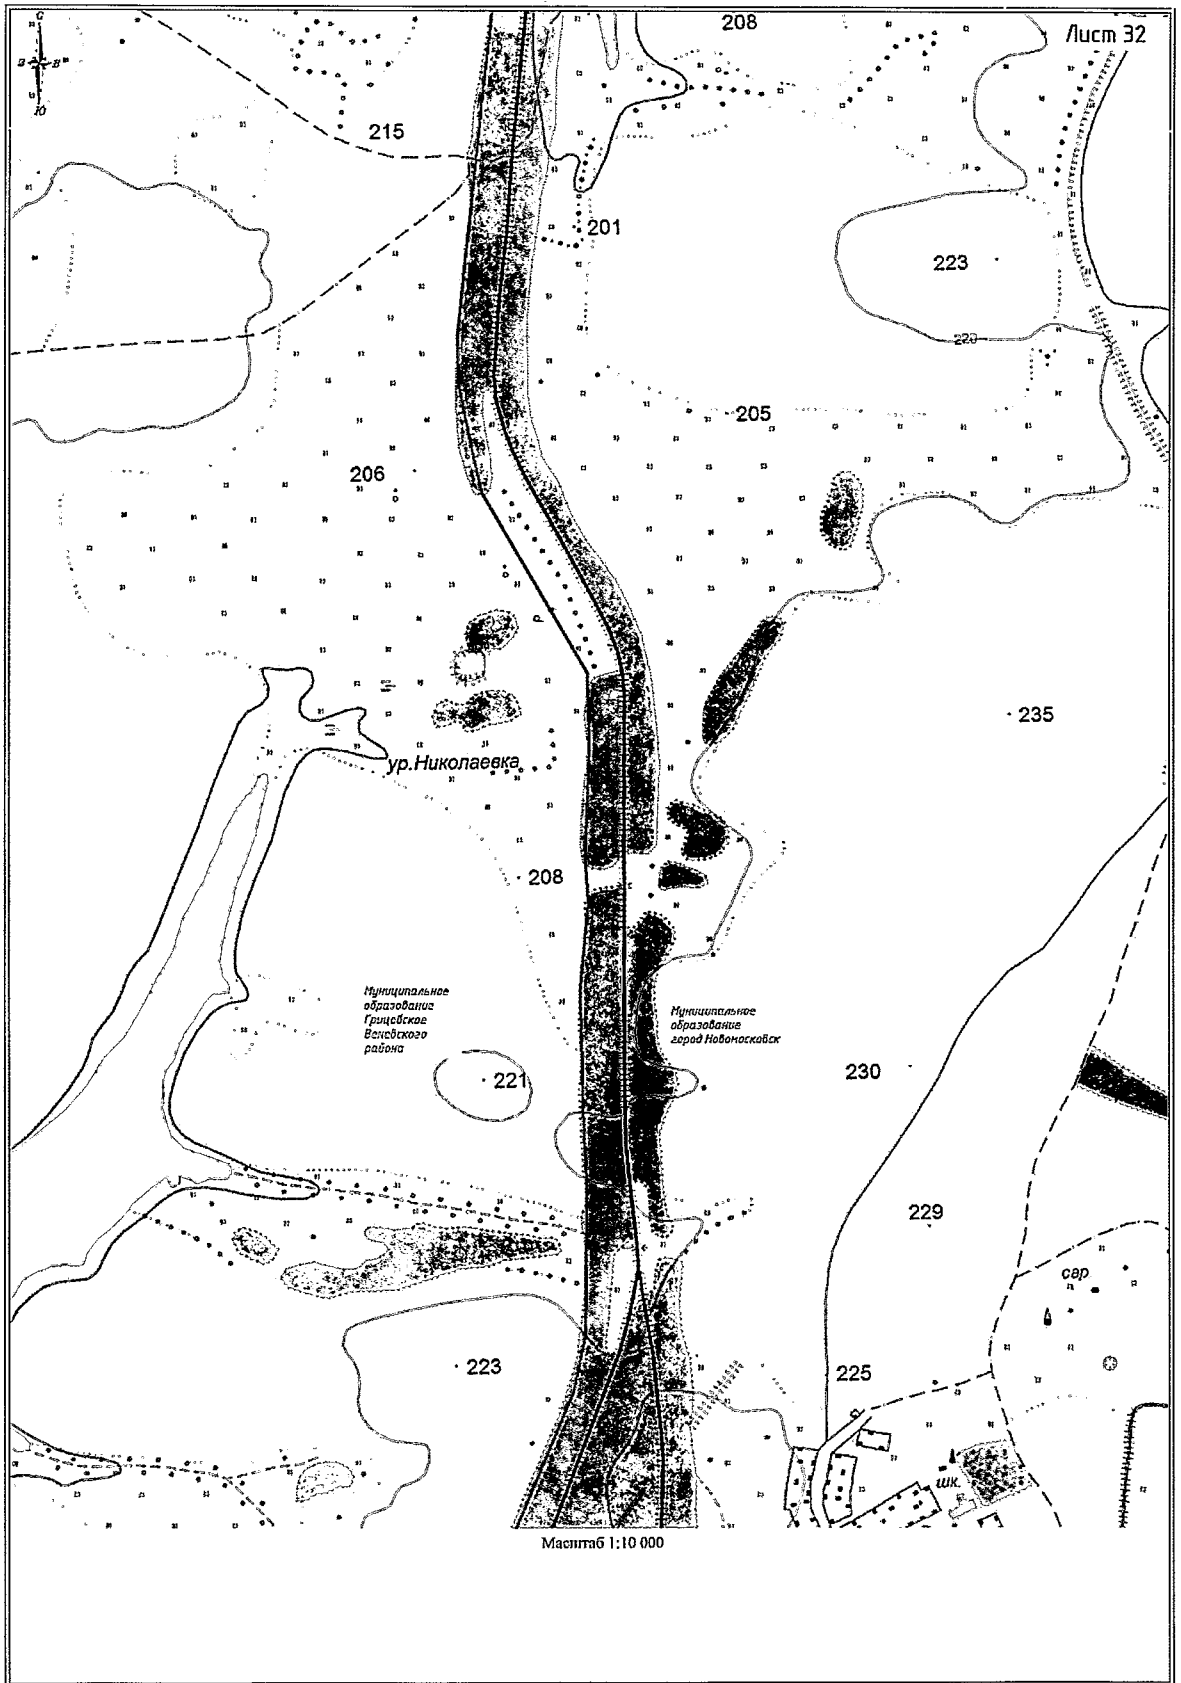 Лист 32
С
З
В
Ю
208
215
201
223
220
205
206
235
ур.Николаевка
208
Муниципальное
образование
Грицовское
Веневского
района
Муниципальное
образование
город Новомосковск
221
230
229
сар
223
225
шк.
Масштаб 1:10 000